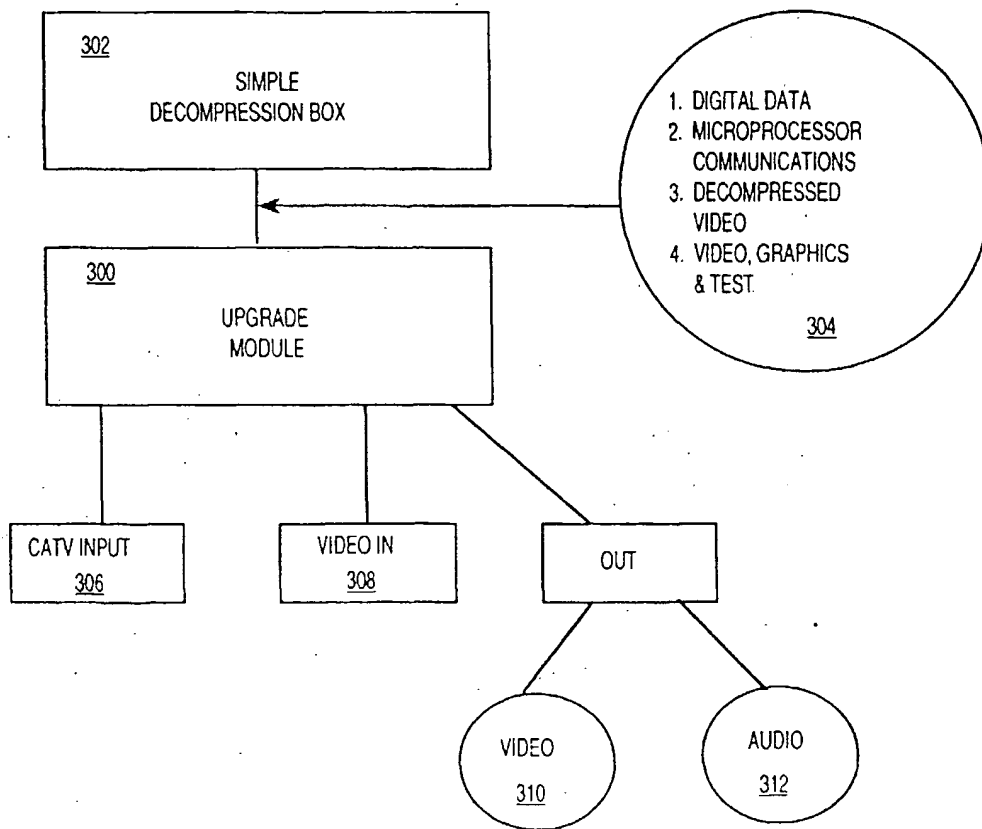 302
SIMPLE
DECOMPRESSION BOX
1. DIGITAL DATA
2. MICROPROCESSOR
COMMUNICATIONS
3. DECOMPRESSED
VIDEO
4. VIDEO, GRAPHICS
& TEST
304
300
UPGRADE
MODULE
CATV INPUT
306
VIDEO IN
308
OUT
VIDEO
310
AUDIO
312